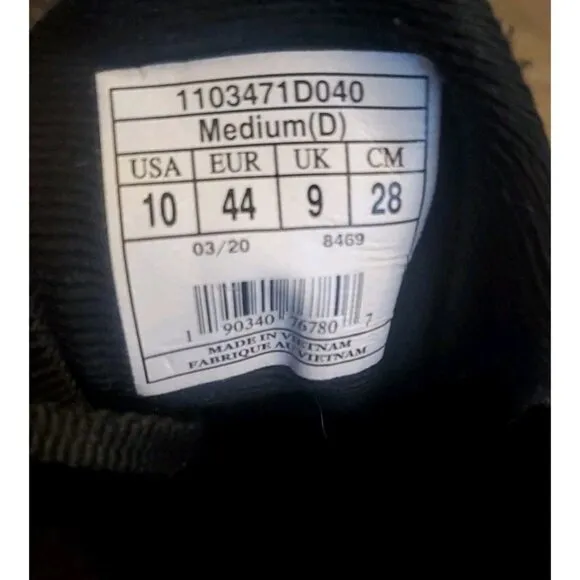 1103471D040
Medium(D)
USA EUR UK CM
10 44 9 28
03/20 8469
1 90340 76780 7
MADE IN VIETNAM
FABRIQUE AU VIETNAM